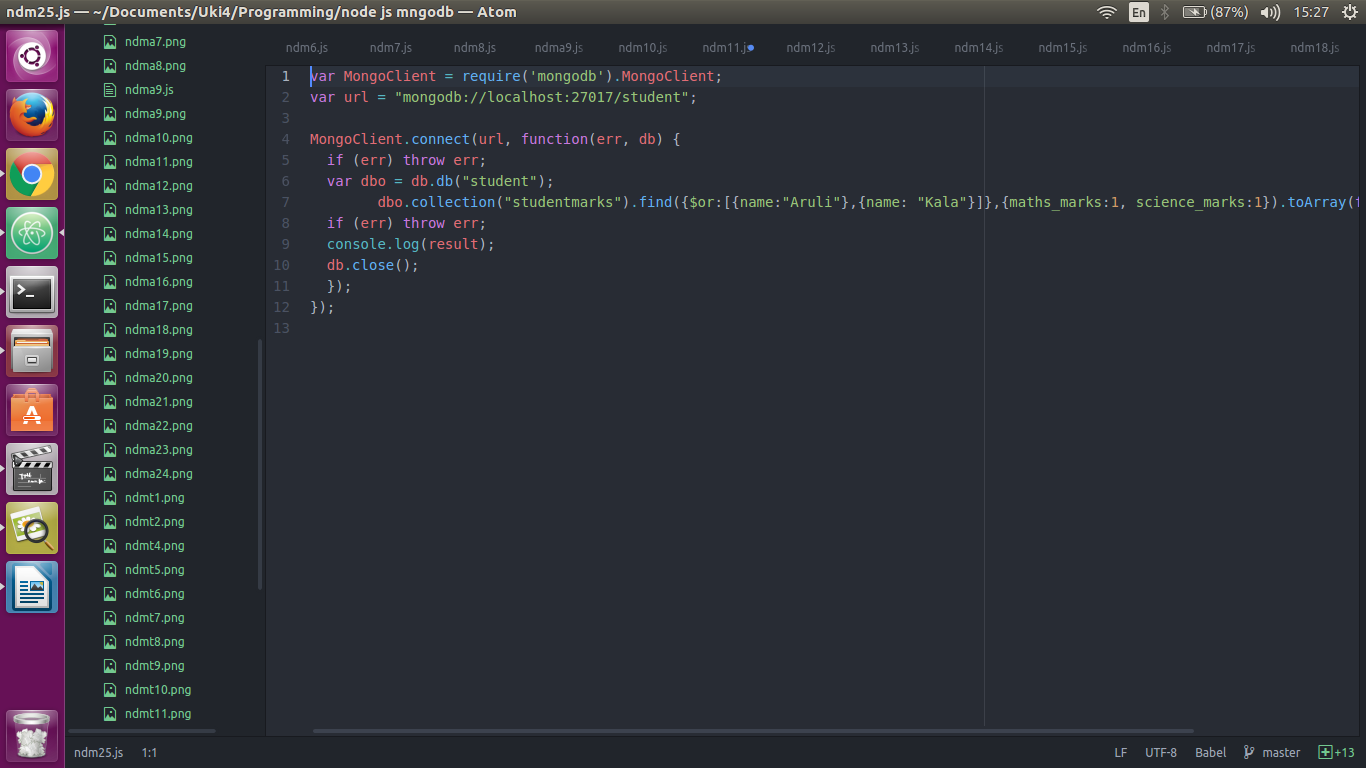 ndm25.js — ~/Documents/Uki4/Programming/node js mngodb — Atom
En (87%) 15:27
ndma7.png
ndma8.png
ndma9.js
ndma9.png
ndma10.png
ndma11.png
ndma12.png
ndma13.png
ndma14.png
ndma15.png
ndma16.png
ndma17.png
ndma18.png
ndma19.png
ndma20.png
ndma21.png
ndma22.png
ndma23.png
ndma24.png
ndmt1.png
ndmt2.png
ndmt4.png
ndmt5.png
ndmt6.png
ndmt7.png
ndmt8.png
ndmt9.png
ndmt10.png
ndmt11.png
ndm6.js ndm7.js ndm8.js ndma9.js ndm10.js ndm11.js ndm12.js ndm13.js ndm14.js ndm15.js ndm16.js ndm17.js ndm18.js
1 var MongoClient = require('mongodb').MongoClient;
2 var url = "mongodb://localhost:27017/student";
3
4 MongoClient.connect(url, function(err, db) {
5 if (err) throw err;
6 var dbo = db.db("student");
7 dbo.collection("studentmarks").find({$or:[{name:"Aruli"},{name: "Kala"}]},{maths_marks:1, science_marks:1}).toArray(
8 if (err) throw err;
9 console.log(result);
10 db.close();
11 });
12 });
13
ndm25.js 1:1 LF UTF-8 Babel master +13